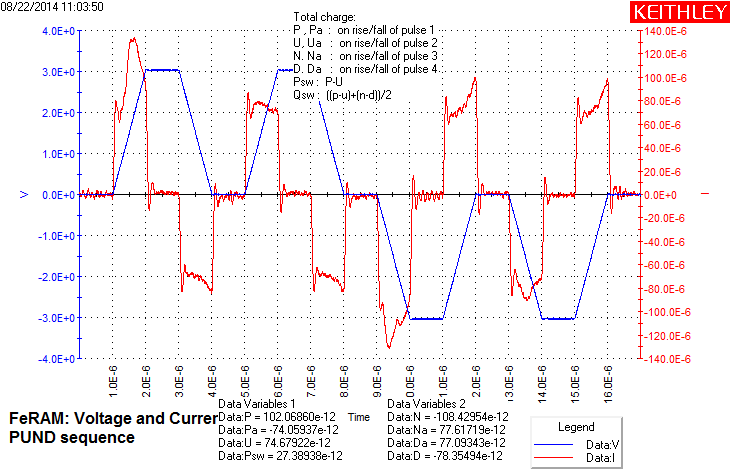 08/22/2014 11:03:50
KEITHLEY
Total charge:
P , Pa : on rise/fall of pulse 1
U, Ua : on rise/fall of pulse 2
N. Na : on rise/fall of pulse 3
D. Da : on rise/fall of pulse 4
Psw : P-U
Qsw : ((p-u)+(n-d))/2
4.0E+0
3.0E+0
2.0E+0
1.0E+0
0.0E+0
-1.0E+0
-2.0E+0
-3.0E+0
-4.0E+0
V
140.0E-6
120.0E-6
100.0E-6
80.0E-6
60.0E-6
40.0E-6
20.0E-6
0.0E+0
-20.0E-6
-40.0E-6
-60.0E-6
-80.0E-6
-100.0E-6
-120.0E-6
-140.0E-6
I
1.0E-6
2.0E-6
3.0E-6
4.0E-6
5.0E-6
6.0E-6
7.0E-6
8.0E-6
9.0E-6
0.0E-6
11.0E-6
12.0E-6
13.0E-6
14.0E-6
15.0E-6
16.0E-6
Time
FeRAM: Voltage and Currer
PUND sequence
Data Variables 1
Data:P = 102.06860e-12
Data:Pa = -74.05937e-12
Data:U = 74.67922e-12
Data:Psw = 27.38938e-12
Data Variables 2
Data:N = -108.42954e-12
Data:Na = 77.61719e-12
Data:Da = 77.09343e-12
Data:D = -78.35494e-12
Legend
Data:V
Data:I